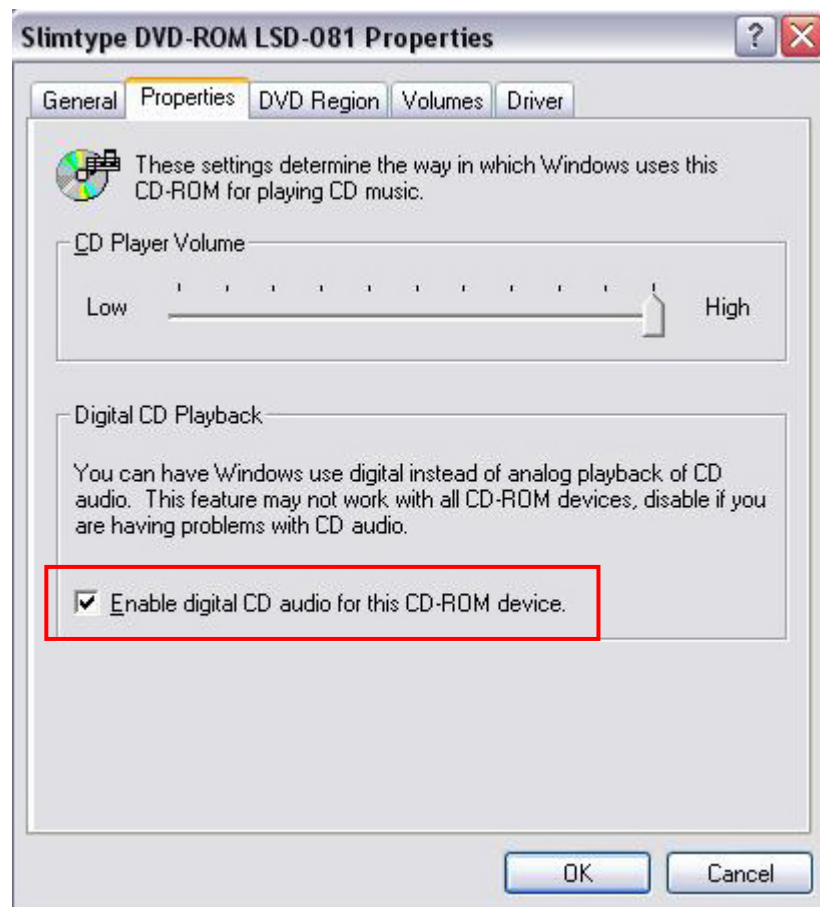 Slimtype DVD-ROM LSD-081 Properties
General Properties DVD Region Volumes Driver
These settings determine the way in which Windows uses this
CD-ROM for playing CD music.
CD Player Volume
Low High
Digital CD Playback
You can have Windows use digital instead of analog playback of CD
audio.  This feature may not work with all CD-ROM devices, disable if you
are having problems with CD audio.
Enable digital CD audio for this CD-ROM device.
OK Cancel